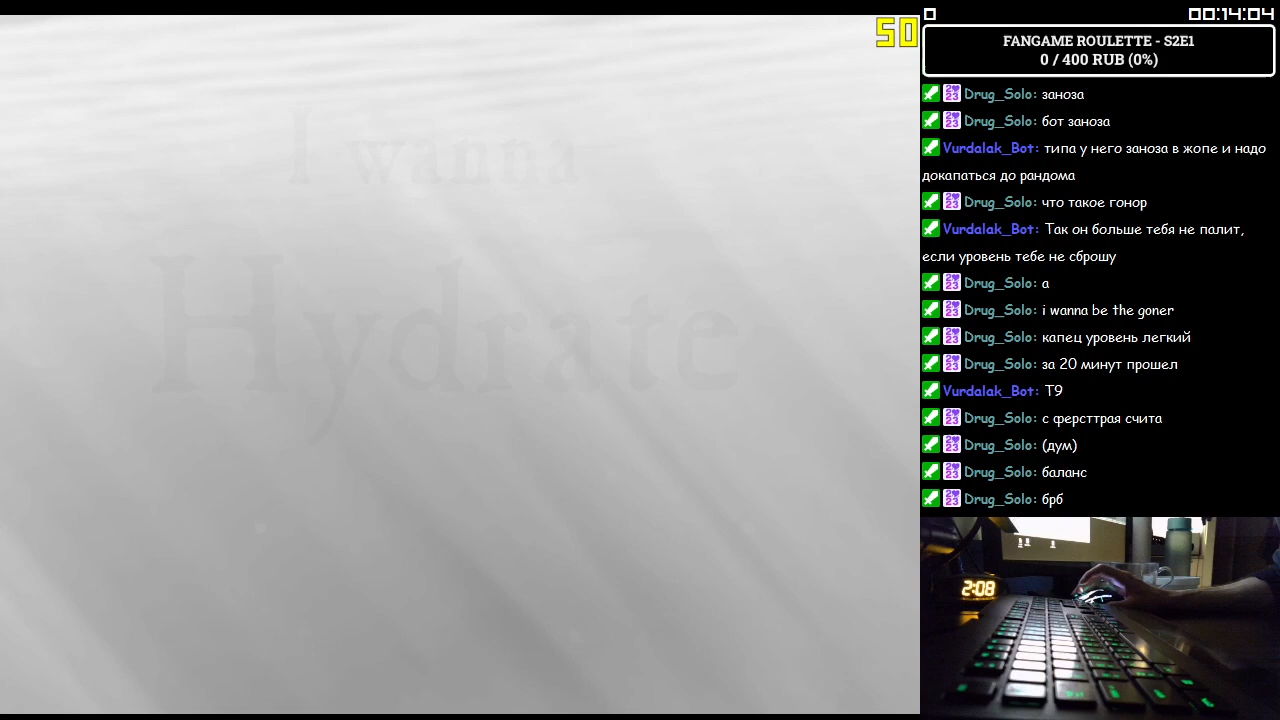 50
0 00:14:04
FANGAME ROULETTE - S2E1
0 / 400 RUB (0%)
I wanna
Hydrate
Drug_Solo: заноза
Drug_Solo: бот заноза
Vurdalak_Bot: типа у него заноза в жопе и надо
докапаться до рандома
Drug_Solo: что такое гонор
Vurdalak_Bot: Так он больше тебя не палит,
если уровень тебе не сброшу
Drug_Solo: а
Drug_Solo: i wanna be the goner
Drug_Solo: капец уровень легкий
Drug_Solo: за 20 минут прошел
Vurdalak_Bot: Т9
Drug_Solo: с ферсттрая счита
Drug_Solo: (дум)
Drug_Solo: баланс
Drug_Solo: брб
2:08